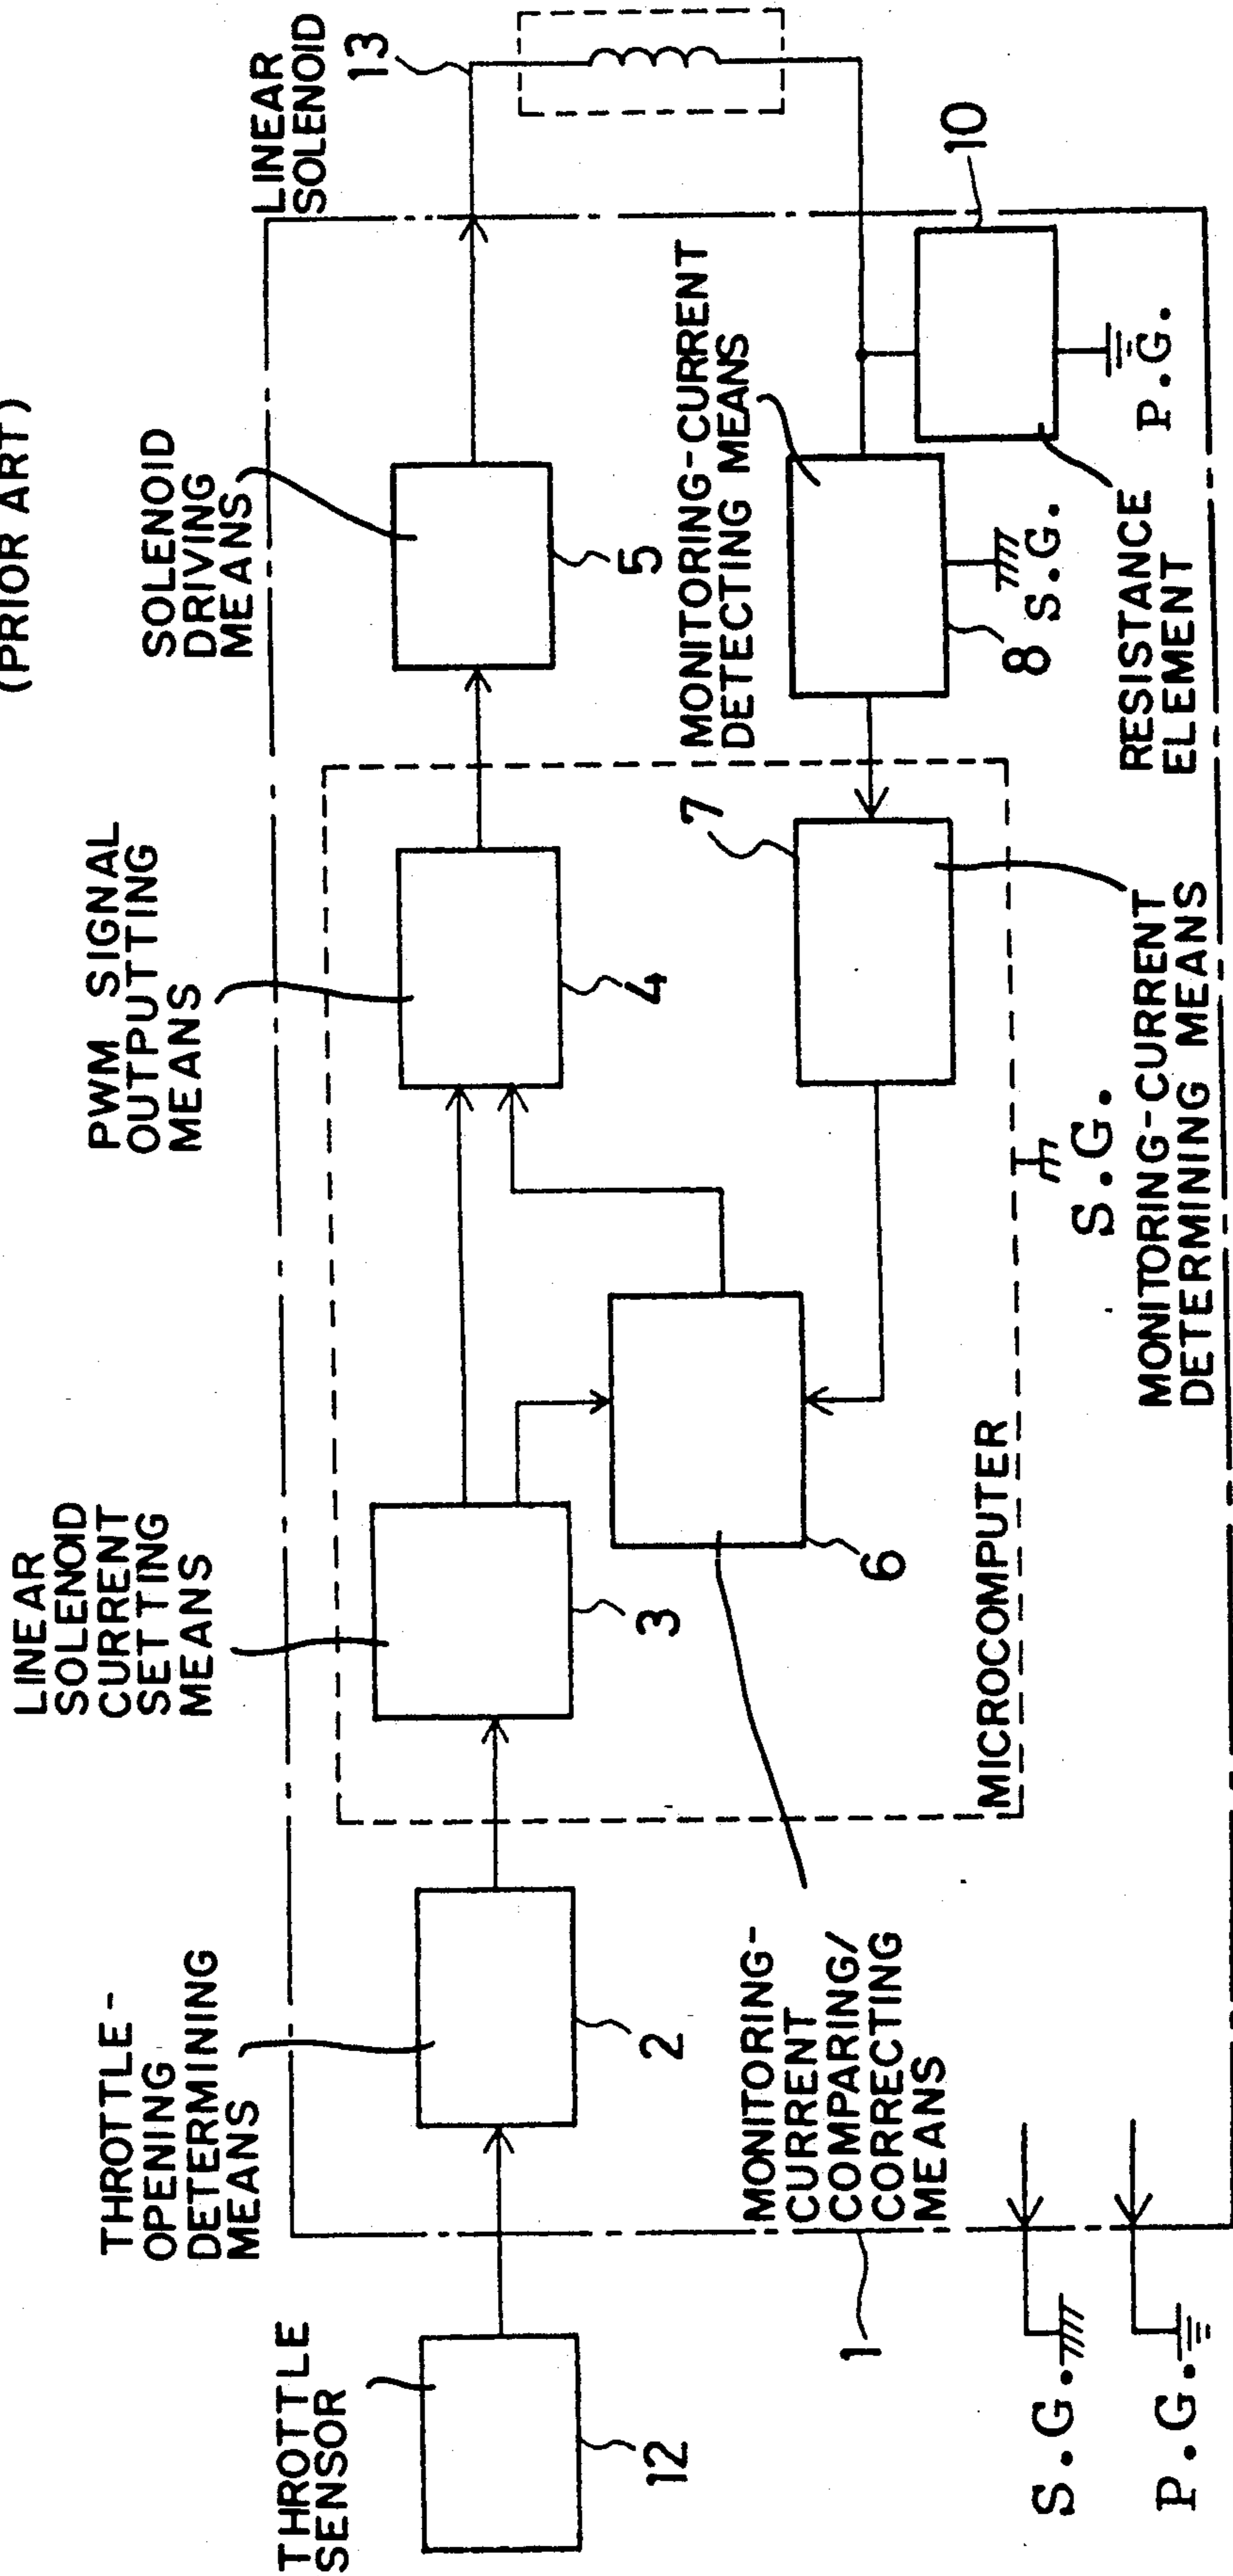 (PRIOR ART)
THROTTLE
SENSOR
12
THROTTLE-
OPENING
DETERMINING
MEANS
2
LINEAR
SOLENOID
CURRENT
SETTING
MEANS
3
PWM SIGNAL
OUTPUTTING
MEANS
4
SOLENOID
DRIVING
MEANS
5
LINEAR
SOLENOID
13
MONITORING-
CURRENT
COMPARING/
CORRECTING
MEANS
6
MICROCOMPUTER
7
MONITORING-CURRENT
DETERMINING MEANS
S.G.
MONITORING-CURRENT
DETECTING MEANS
8
S.G.
RESISTANCE
ELEMENT
10
P.G.
1
S.G.
P.G.